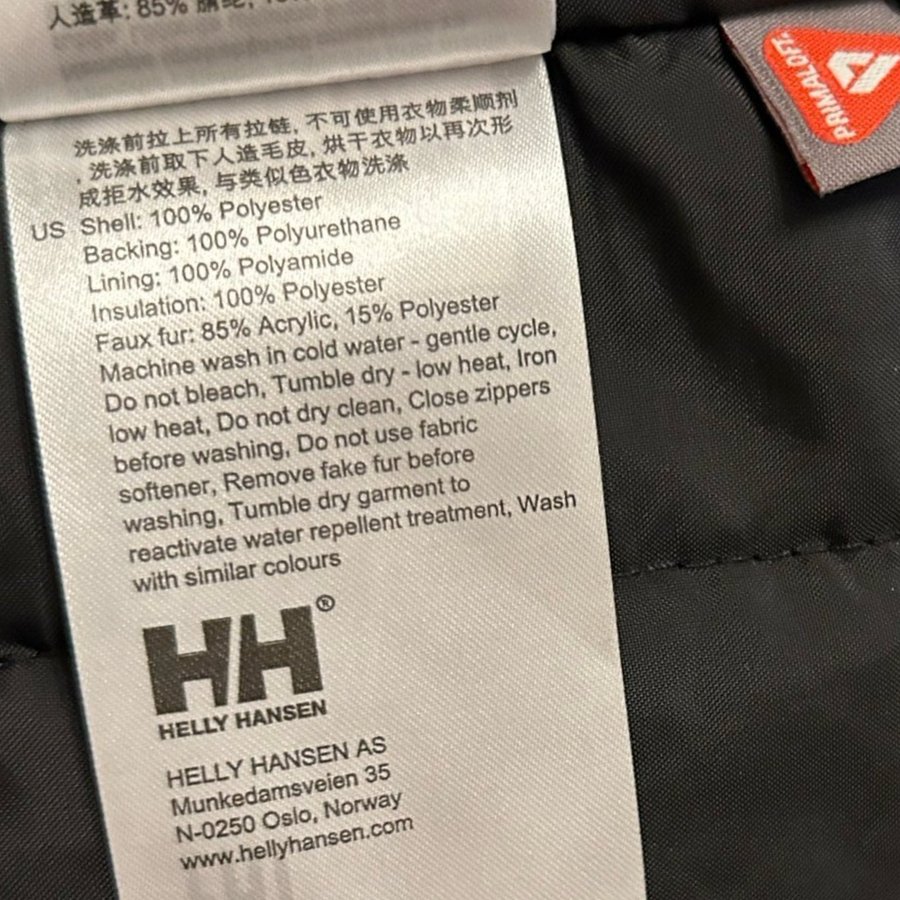 人造革: 85%
洗涤前拉上所有拉链, 不可使用衣物柔顺剂
, 洗涤前取下人造毛皮, 烘干衣物以再次形
成拒水效果, 与类似色衣物洗涤
US Shell: 100% Polyester
Backing: 100% Polyurethane
Lining: 100% Polyamide
Insulation: 100% Polyester
Faux fur: 85% Acrylic, 15% Polyester
Machine wash in cold water - gentle cycle,
Do not bleach, Tumble dry - low heat, Iron
low heat, Do not dry clean, Close zippers
before washing, Do not use fabric
softener, Remove fake fur before
washing, Tumble dry garment to
reactivate water repellent treatment, Wash
with similar colours
HH®
HELLY HANSEN
HELLY HANSEN AS
Munkedamsveien 35
N-0250 Oslo, Norway
www.hellyhansen.com
PRIMALOFT.